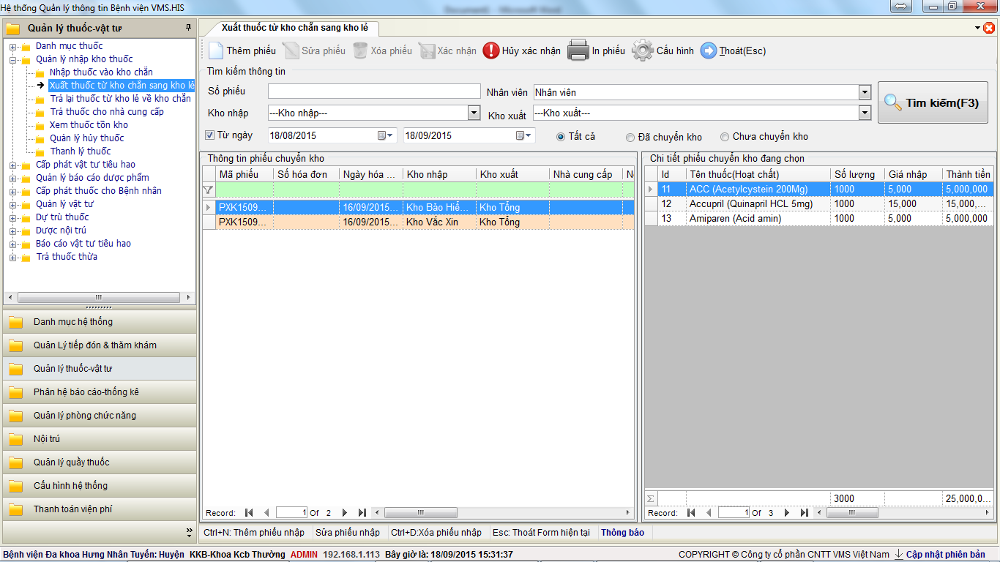 Hệ thống Quản lý thông tin Bệnh viện VMS.HIS
Quản lý thuốc-vật tư
Danh mục thuốc
Quản lý nhập kho thuốc
Nhập thuốc vào kho chẵn
Xuất thuốc từ kho chẵn sang kho lẻ
Trả lại thuốc từ kho lẻ về kho chẵn
Trả thuốc cho nhà cung cấp
Xem thuốc tồn kho
Quản lý hủy thuốc
Thanh lý thuốc
Cấp phát vật tư tiêu hao
Quản lý báo cáo dược phẩm
Cấp phát thuốc cho Bệnh nhân
Quản lý vật tư
Dự trù thuốc
Dược nội trú
Báo cáo vật tư tiêu hao
Trả thuốc thừa
Danh mục hệ thống
Quản Lý tiếp đón & thăm khám
Quản lý thuốc-vật tư
Phân hệ báo cáo-thống kê
Quản lý phòng chức năng
Nội trú
Quản lý quầy thuốc
Cấu hình hệ thống
Thanh toán viện phí
Xuất thuốc từ kho chẵn sang kho lẻ
Thêm phiếu Sửa phiếu Xóa phiếu Xác nhận Hủy xác nhận In phiếu Cấu hình Thoát(Esc)
Tìm kiếm thông tin
Số phiếu Nhân viên Nhân viên
Kho nhập ---Kho nhập--- Kho xuất ---Kho xuất---
Tìm kiếm(F3)
Từ ngày 18/08/2015 18/09/2015 Tất cả Đã chuyển kho Chưa chuyển kho
Thông tin phiếu chuyển kho
Mã phiếu Số hóa đơn Ngày hóa ... Kho nhập Kho xuất Nhà cung cấp
PXK1509... 16/09/2015... Kho Bảo Hiể... Kho Tổng
PXK1509... 16/09/2015... Kho Vắc Xin Kho Tổng
Record: 1 Of 2
Chi tiết phiếu chuyển kho đang chọn
Id Tên thuốc(Hoạt chất) Số lượng Giá nhập Thành tiền
11 ACC (Acetylcystein 200Mg) 1000 5,000 5,000,000
12 Accupril (Quinapril HCL 5mg) 1000 15,000 15,000,...
13 Amiparen (Acid amin) 1000 5,000 5,000,000
Σ 3000 25,000,0...
Record: 1 Of 3
Ctrl+N: Thêm phiếu nhập Sửa phiếu nhập Ctrl+D:Xóa phiếu nhập Esc: Thoát Form hiện tại Thông báo
Bệnh viện Đa khoa Hưng Nhân Tuyến: Huyện KKB-Khoa Kcb Thường ADMIN 192.168.1.113 Bây giờ là: 18/09/2015 15:31:37 COPYRIGHT © Công ty cổ phần CNTT VMS Việt Nam Cập nhật phiên bản